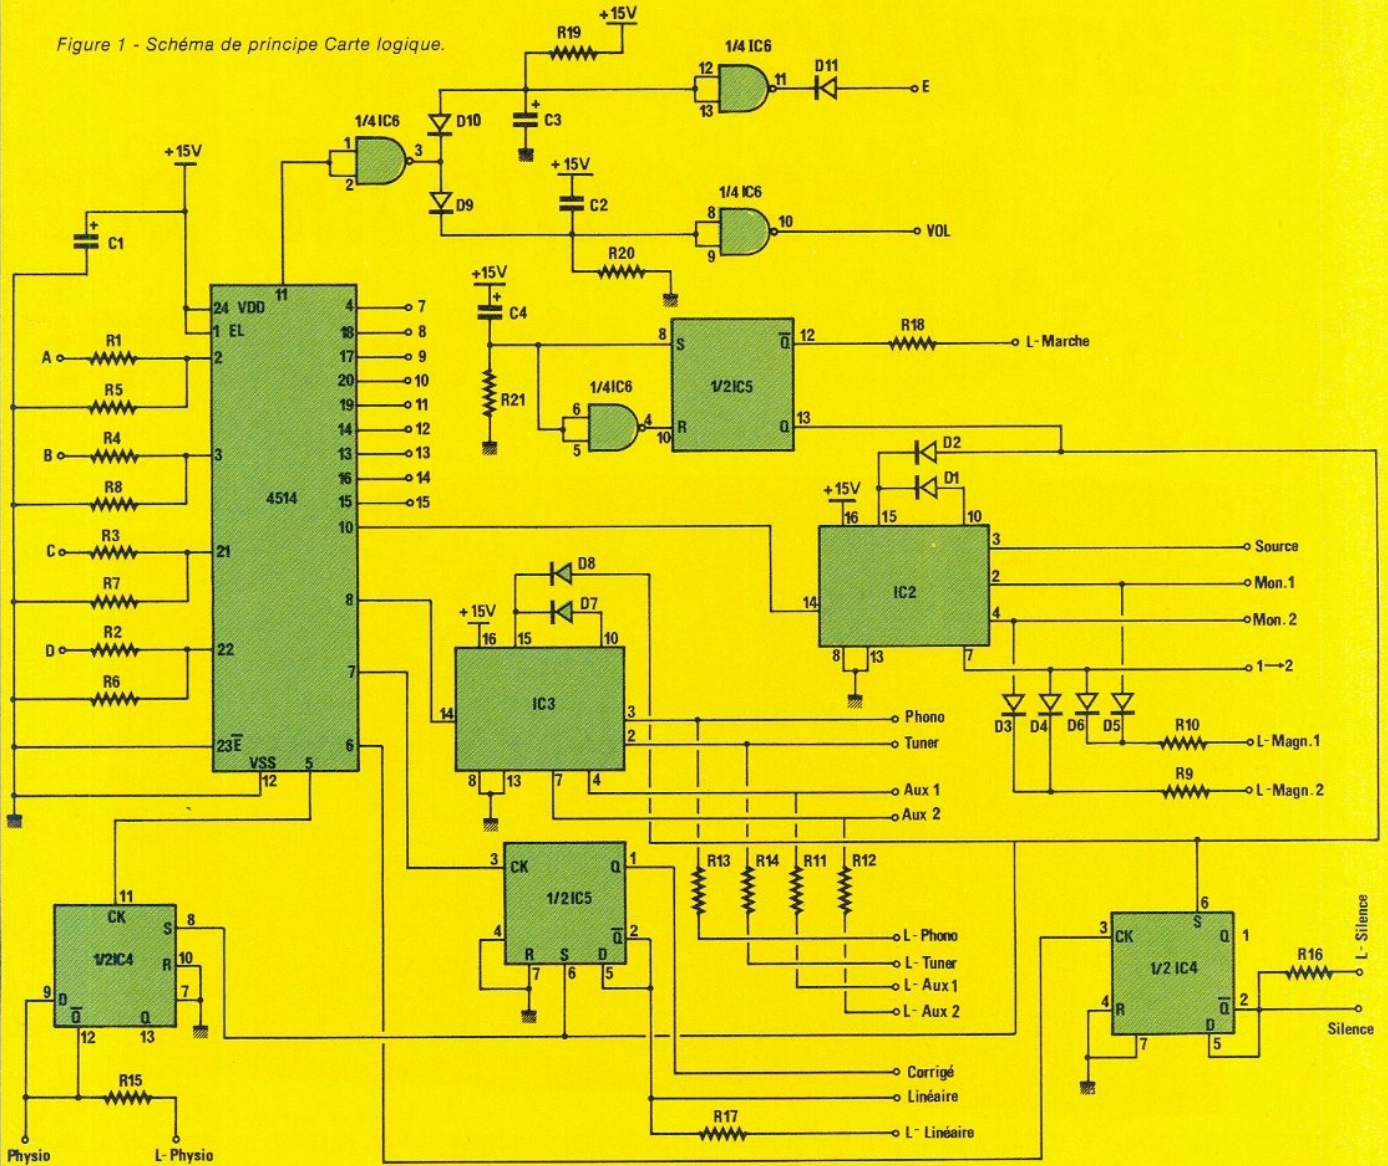 Figure 1 - Schéma de principe Carte logique.
+15V
R19
1/4 IC6
12
13
11
D11
E
C3
+
D10
1/4 IC6
1
2
3
D9
+15V
C2
R20
1/4 IC6
8
9
10
VOL
+15V
+
C1
11
24 VDD
1 EL
A
R1
2
R5
B
R4
3
R8
4514
C
R3
21
R7
D
R2
22
R6
23 E̅
VSS
12
5
4
7
18
8
17
9
20
10
19
11
14
12
13
13
16
14
15
15
10
8
7
6
+15V
+
C4
R21
1/4 IC6
6
5
4
10
8
S
R
1/2 IC5
Q̅
12
Q
13
R18
L-Marche
D2
D1
+15V
16
15
10
IC2
14
8
13
7
3
Source
2
Mon.1
4
Mon.2
1→2
D3
D4
D6
D5
R10
L-Magn.1
R9
L-Magn.2
D8
D7
+15V
16
15
10
IC3
14
8
13
7
4
3
Phono
2
Tuner
Aux 1
Aux 2
R13
R14
R11
R12
L-Phono
L-Tuner
L-Aux1
L-Aux 2
3
CK
1/2 IC5
Q
1
Q̅
2
4
R
S
D
7
6
5
Corrigé
Linéaire
R17
L-Linéaire
11
CK
1/2 IC4
S
8
R
10
7
9
D
Q̅
Q
12
13
R15
Physio
L-Physio
6
S
3
CK
Q
1
1/2 IC4
4
R
Q̅
2
D
7
5
R16
L-Silence
Silence